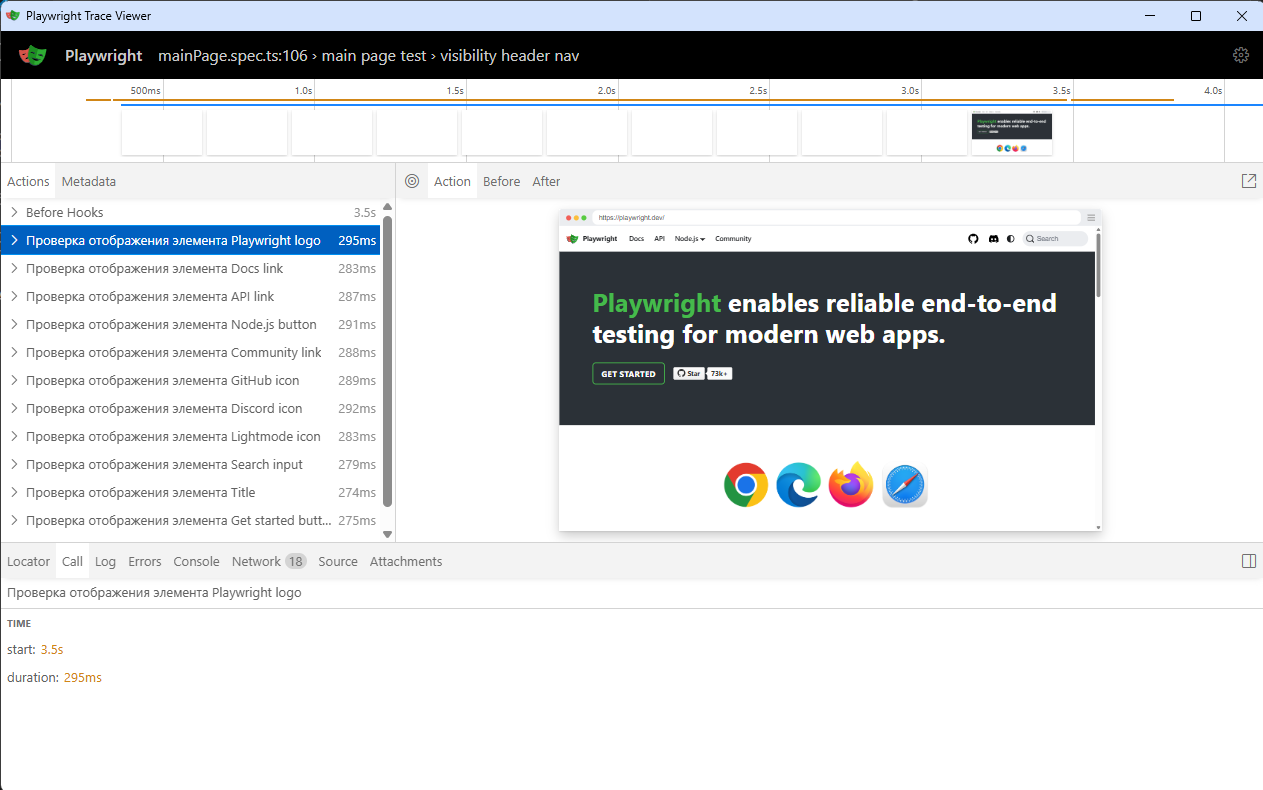 Playwright Trace Viewer
Playwright mainPage.spec.ts:106 › main page test › visibility header nav
500ms 1.0s 1.5s 2.0s 2.5s 3.0s 3.5s 4.0s
Actions Metadata
Before Hooks 3.5s
Проверка отображения элемента Playwright logo 295ms
Проверка отображения элемента Docs link 283ms
Проверка отображения элемента API link 287ms
Проверка отображения элемента Node.js button 291ms
Проверка отображения элемента Community link 288ms
Проверка отображения элемента GitHub icon 289ms
Проверка отображения элемента Discord icon 292ms
Проверка отображения элемента Lightmode icon 283ms
Проверка отображения элемента Search input 279ms
Проверка отображения элемента Title 274ms
Проверка отображения элемента Get started butt... 275ms
Action Before After
https://playwright.dev/
Playwright Docs API Node.js Community Search
Playwright enables reliable end-to-end
testing for modern web apps.
GET STARTED Star 73k+
Locator Call Log Errors Console Network 18 Source Attachments
Проверка отображения элемента Playwright logo
TIME
start: 3.5s
duration: 295ms